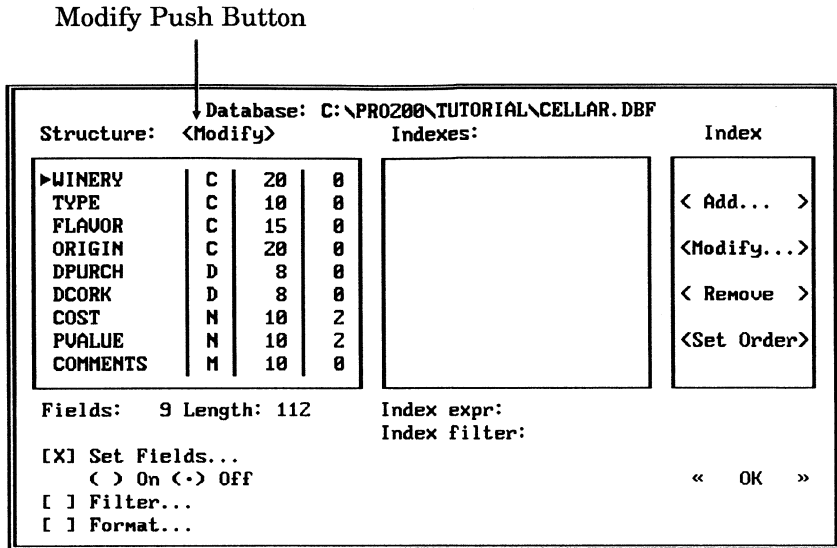 Modify Push Button
Database: C:\PRO200\TUTORIAL\CELLAR.DBF
Structure: <Modify> Indexes: Index
►WINERY C 20 0
TYPE C 10 0
FLAVOR C 15 0
ORIGIN C 20 0
DPURCH D 8 0
DCORK D 8 0
COST N 10 2
PVALUE N 10 2
COMMENTS M 10 0
< Add... >
<Modify...>
< Remove >
<Set Order>
Fields: 9 Length: 112 Index expr:
Index filter:
[X] Set Fields...
( ) On (·) Off « OK »
[ ] Filter...
[ ] Format...